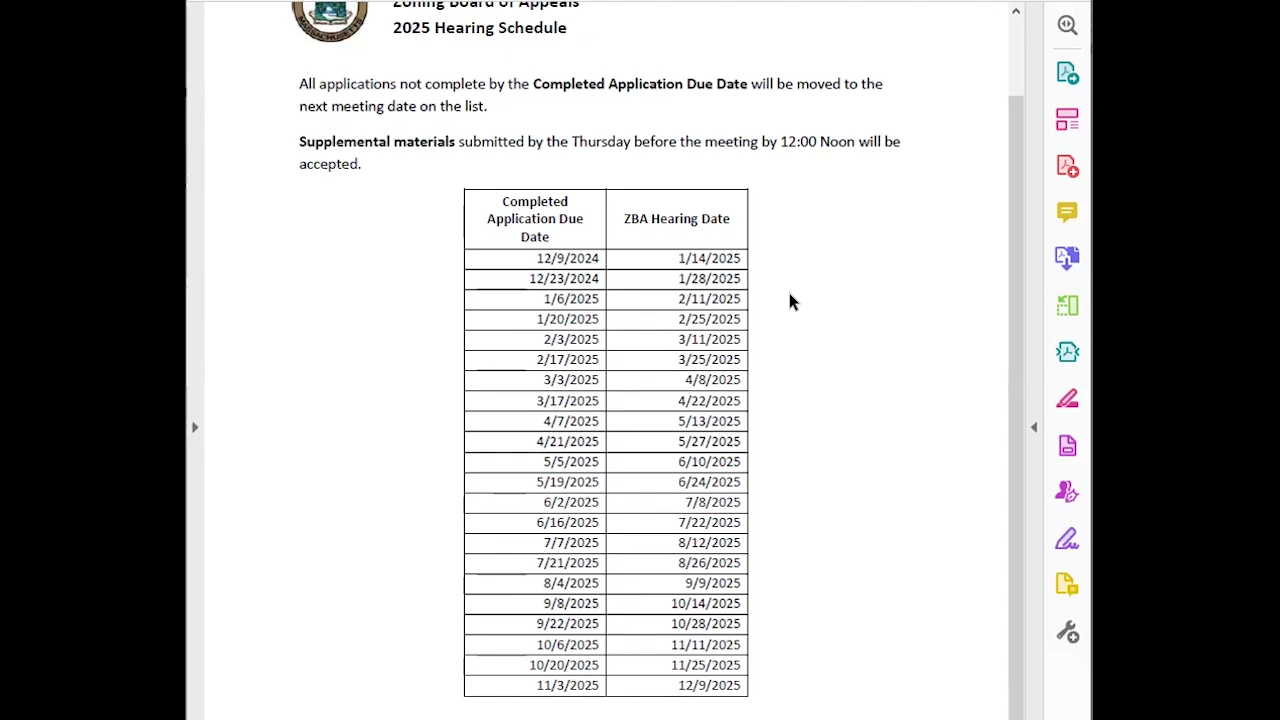 Zoning Board of Appeals
2025 Hearing Schedule
All applications not complete by the Completed Application Due Date will be moved to the
next meeting date on the list.
Supplemental materials submitted by the Thursday before the meeting by 12:00 Noon will be
accepted.
Completed
Application Due
Date
ZBA Hearing Date
12/9/2024 1/14/2025
12/23/2024 1/28/2025
1/6/2025 2/11/2025
1/20/2025 2/25/2025
2/3/2025 3/11/2025
2/17/2025 3/25/2025
3/3/2025 4/8/2025
3/17/2025 4/22/2025
4/7/2025 5/13/2025
4/21/2025 5/27/2025
5/5/2025 6/10/2025
5/19/2025 6/24/2025
6/2/2025 7/8/2025
6/16/2025 7/22/2025
7/7/2025 8/12/2025
7/21/2025 8/26/2025
8/4/2025 9/9/2025
9/8/2025 10/14/2025
9/22/2025 10/28/2025
10/6/2025 11/11/2025
10/20/2025 11/25/2025
11/3/2025 12/9/2025